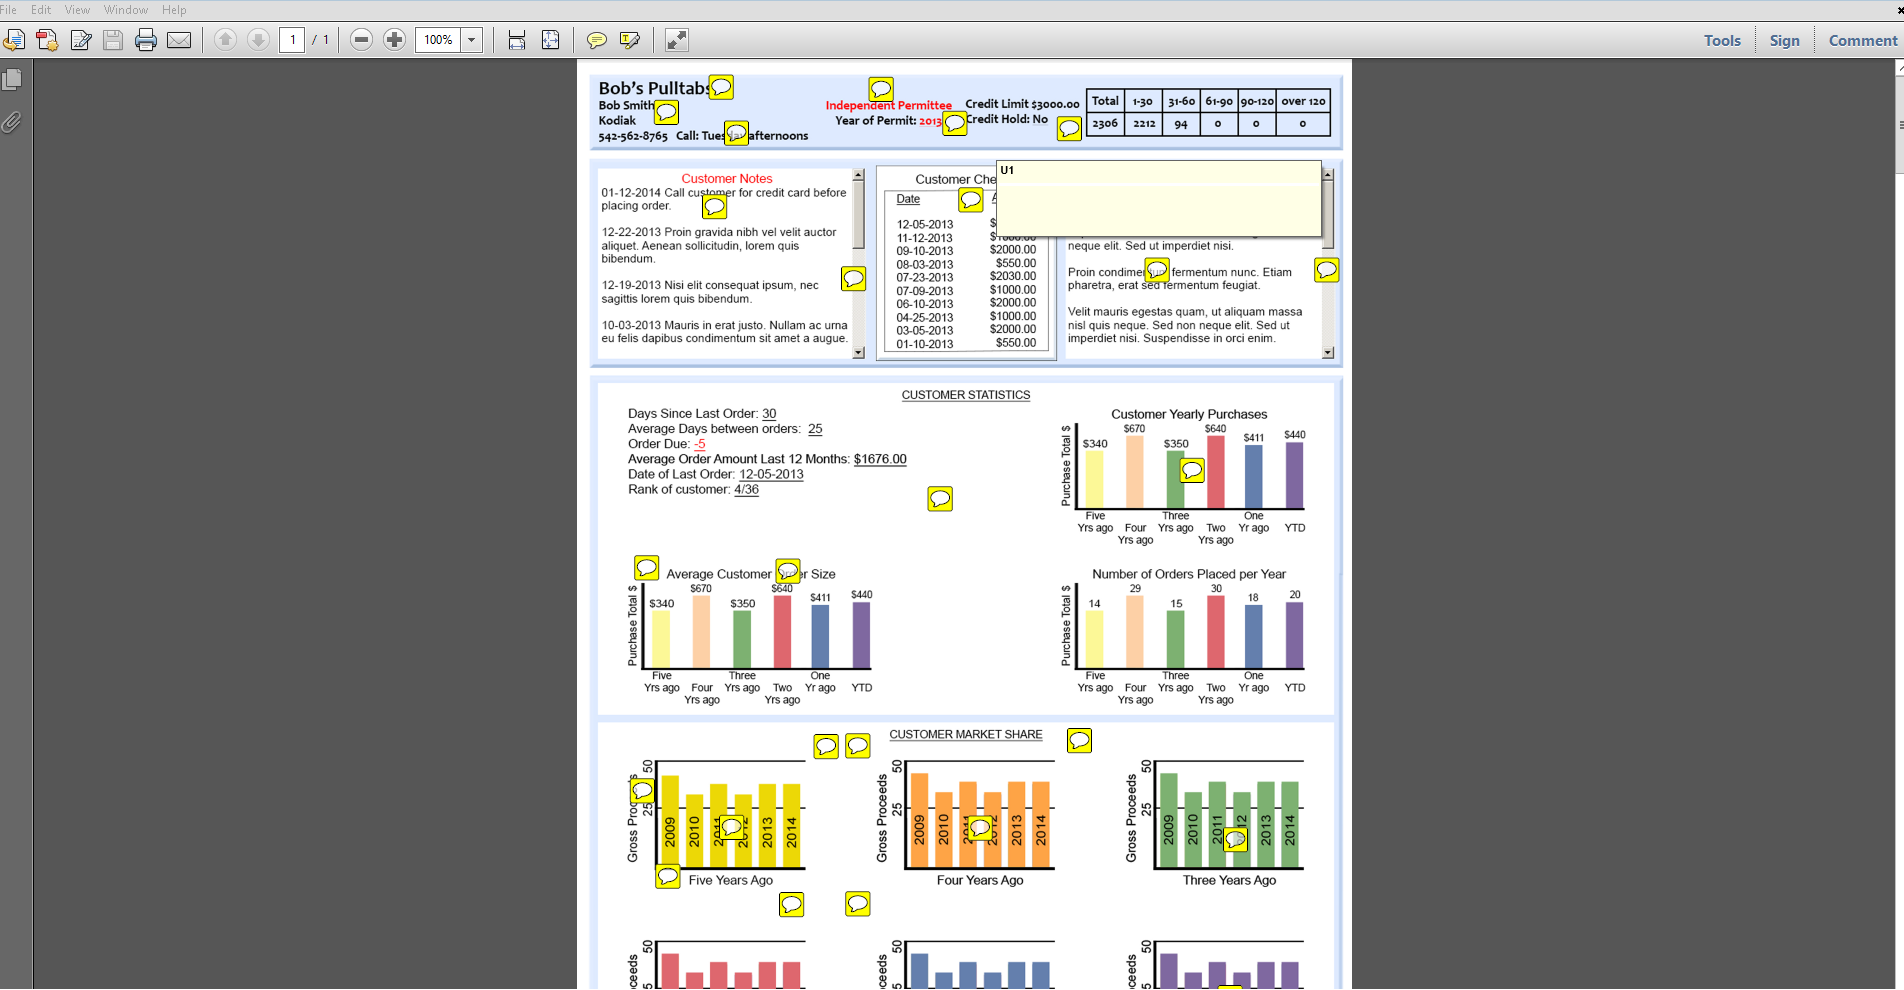 File Edit View Window Help
1 / 1 100% Tools Sign Comment
Bob's Pulltabs
Bob Smith
Kodiak
542-562-8765 Call: Tuesday afternoons
Independent Permittee
Year of Permit: 2013
Credit Limit $3000.00
Credit Hold: No
Total 1-30 31-60 61-90 90-120 over 120
2306 2212 94 0 0 0
Customer Notes
01-12-2014 Call customer for credit card before
placing order.
12-22-2013 Proin gravida nibh vel velit auctor
aliquet. Aenean sollicitudin, lorem quis
bibendum.
12-19-2013 Nisi elit consequat ipsum, nec
sagittis lorem quis bibendum.
10-03-2013 Mauris in erat justo. Nullam ac urna
eu felis dapibus condimentum sit amet a augue.
Customer Che
Date
12-05-2013 $
11-12-2013 $1000.00
09-10-2013 $2000.00
08-03-2013 $550.00
07-23-2013 $2030.00
07-09-2013 $1000.00
06-10-2013 $2000.00
04-25-2013 $1000.00
03-05-2013 $2000.00
01-10-2013 $550.00
U1
neque elit. Sed ut imperdiet nisi.
Proin condimentum fermentum nunc. Etiam
pharetra, erat sed fermentum feugiat.
Velit mauris egestas quam, ut aliquam massa
nisl quis neque. Sed non neque elit. Sed ut
imperdiet nisi. Suspendisse in orci enim.
CUSTOMER STATISTICS
Days Since Last Order: 30
Average Days between orders: 25
Order Due: -5
Average Order Amount Last 12 Months: $1676.00
Date of Last Order: 12-05-2013
Rank of customer: 4/36
Customer Yearly Purchases
Purchase Total $
$340 $670 $350 $640 $411 $440
Five Yrs ago Four Yrs ago Three Yrs ago Two Yrs ago One Yr ago YTD
Average Customer Order Size
Purchase Total $
$340 $670 $350 $640 $411 $440
Five Yrs ago Four Yrs ago Three Yrs ago Two Yrs ago One Yr ago YTD
Number of Orders Placed per Year
Purchase Total $
14 29 15 30 18 20
Five Yrs ago Four Yrs ago Three Yrs ago Two Yrs ago One Yr ago YTD
CUSTOMER MARKET SHARE
Gross Proceeds
50
25
2009 2010 2011 2012 2013 2014
Five Years Ago
Gross Proceeds
50
25
2009 2010 2011 2012 2013 2014
Four Years Ago
Gross Proceeds
50
25
2009 2010 2011 2012 2013 2014
Three Years Ago
50
ceeds
50
ceeds
50
ceeds